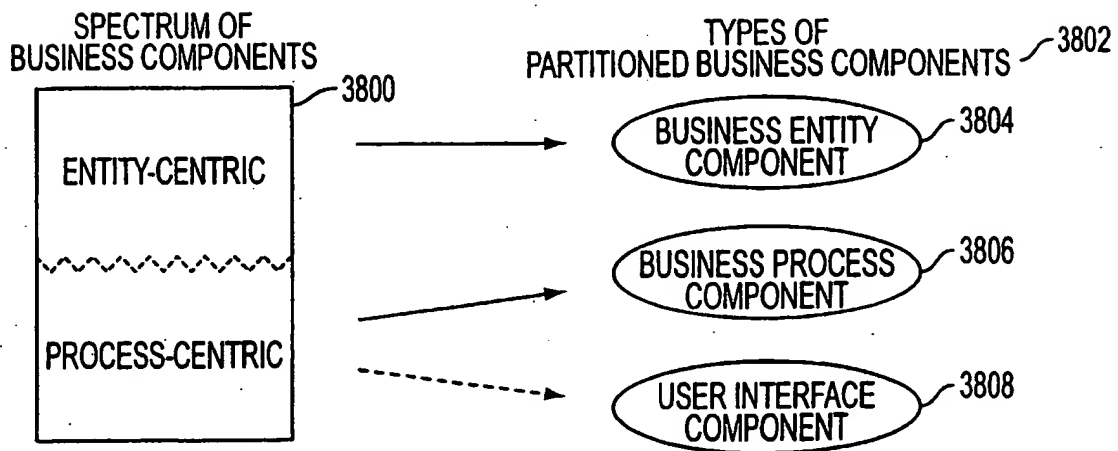 SPECTRUM OF
BUSINESS COMPONENTS
3800
ENTITY-CENTRIC
PROCESS-CENTRIC
TYPES OF
PARTITIONED BUSINESS COMPONENTS
3802
BUSINESS ENTITY
COMPONENT
3804
BUSINESS PROCESS
COMPONENT
3806
USER INTERFACE
COMPONENT
3808